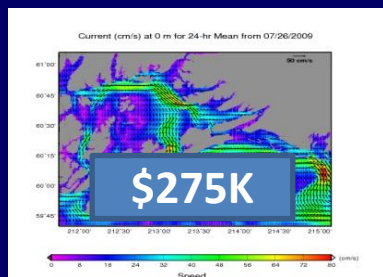 Current (cm/s) at 0 m for 24-hr Mean from 07/26/2009
50 cm/s
61°00'
60°45'
60°30'
60°15'
60°00'
59°45'
$275K
212°00' 212°30' 213°00' 213°30' 214°00' 214°30' 215°00'
(cm/s)
0 8 16 24 32 40 48 56 64 72 80
Speed